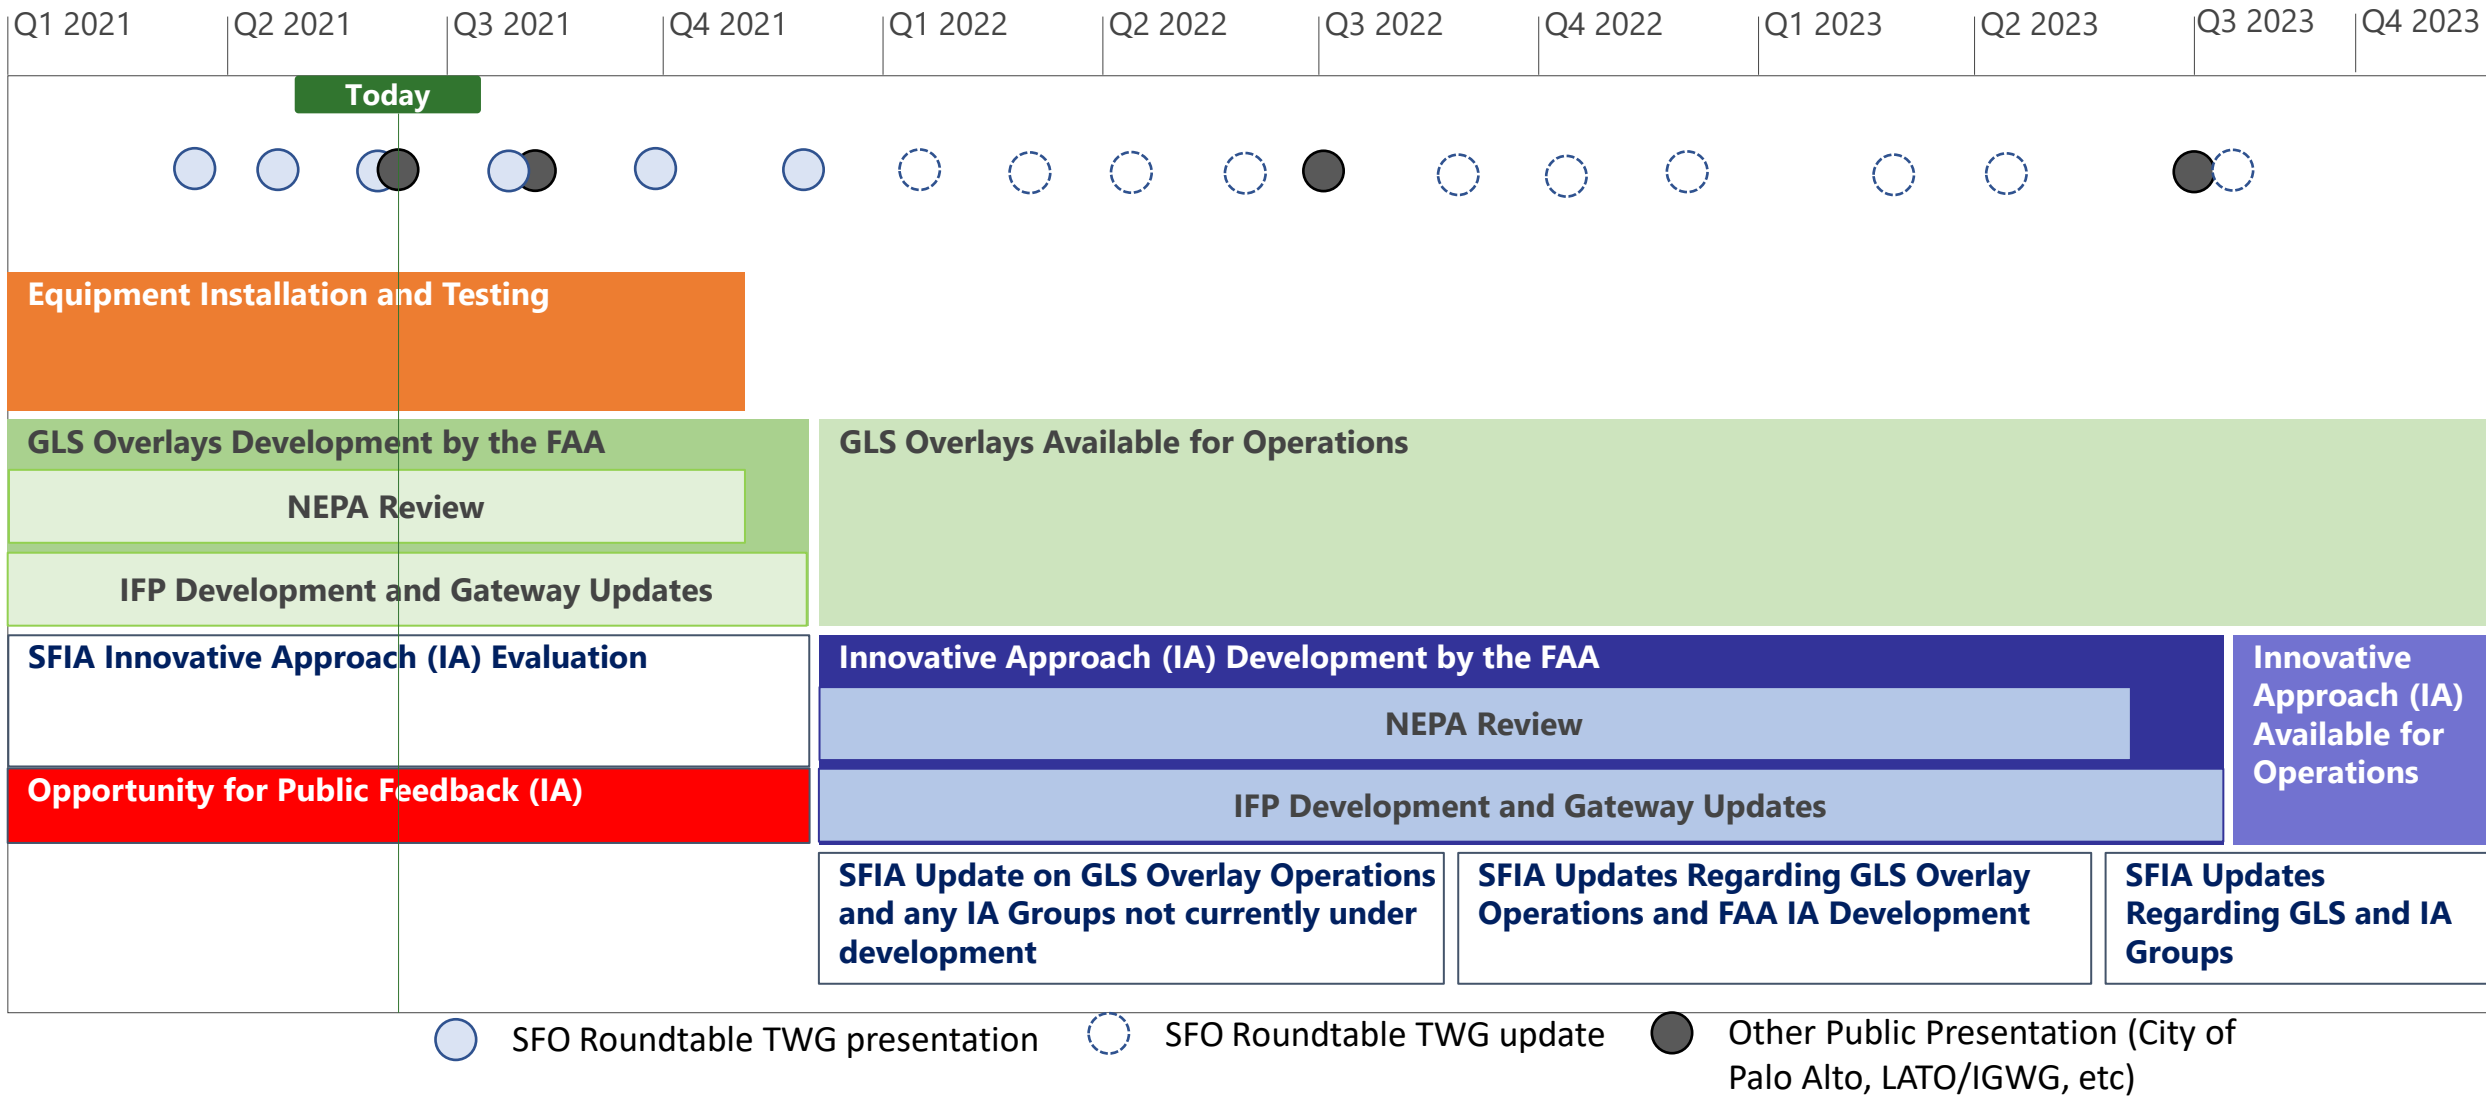 Q1 2021
Q2 2021
Q3 2021
Q4 2021
Q1 2022
Q2 2022
Q3 2022
Q4 2022
Q1 2023
Q2 2023
Q3 2023
Q4 2023
Today
Equipment Installation and Testing
GLS Overlays Development by the FAA
NEPA Review
IFP Development and Gateway Updates
GLS Overlays Available for Operations
SFIA Innovative Approach (IA) Evaluation
Opportunity for Public Feedback (IA)
Innovative Approach (IA) Development by the FAA
NEPA Review
IFP Development and Gateway Updates
Innovative
Approach (IA)
Available for
Operations
SFIA Update on GLS Overlay Operations
and any IA Groups not currently under
development
SFIA Updates Regarding GLS Overlay
Operations and FAA IA Development
SFIA Updates
Regarding GLS and IA
Groups
SFO Roundtable TWG presentation
SFO Roundtable TWG update
Other Public Presentation (City of
Palo Alto, LATO/IGWG, etc)